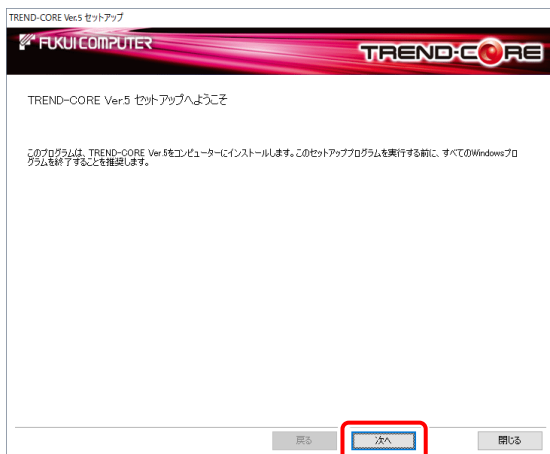 TREND-CORE Ver.5 セットアップ
FUKUI COMPUTER
TREND-CORE
TREND-CORE Ver.5 セットアップへようこそ
このプログラムは、TREND-CORE Ver.5をコンピューターにインストールします。このセットアッププログラムを実行する前に、すべてのWindowsプロ
グラムを終了することを推奨します。
戻る
次へ
閉じる